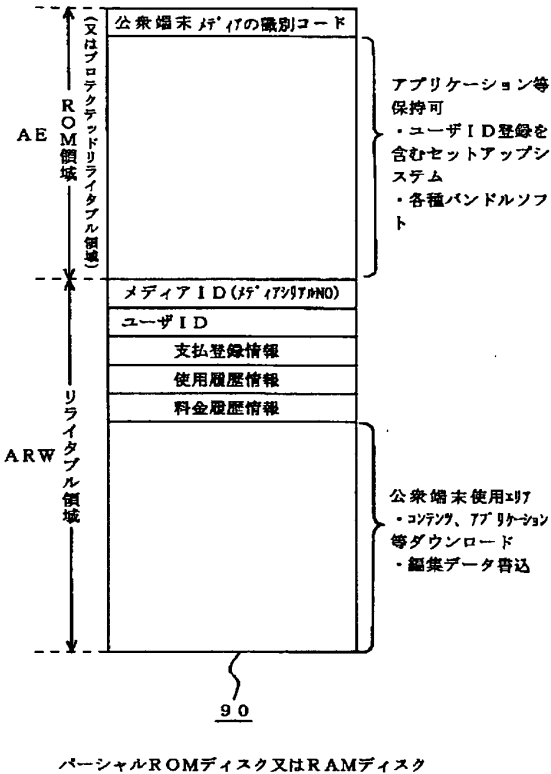 公衆端末メディアの識別コード
AE
ROM領域
(又はプロテクテッドリライタブル領域)
アプリケーション等
保持可
・ユーザID登録を
含むセットアップシ
ステム
・各種バンドルソフ
ト
メディアID(メディアシリアルNO)
ユーザID
支払登録情報
使用履歴情報
料金履歴情報
ARW
リライタブル領域
公衆端末使用エリア
・コンテンツ、アプリケーション
等ダウンロード
・編集データ書込
90
パーシャルROMディスク又はRAMディスク